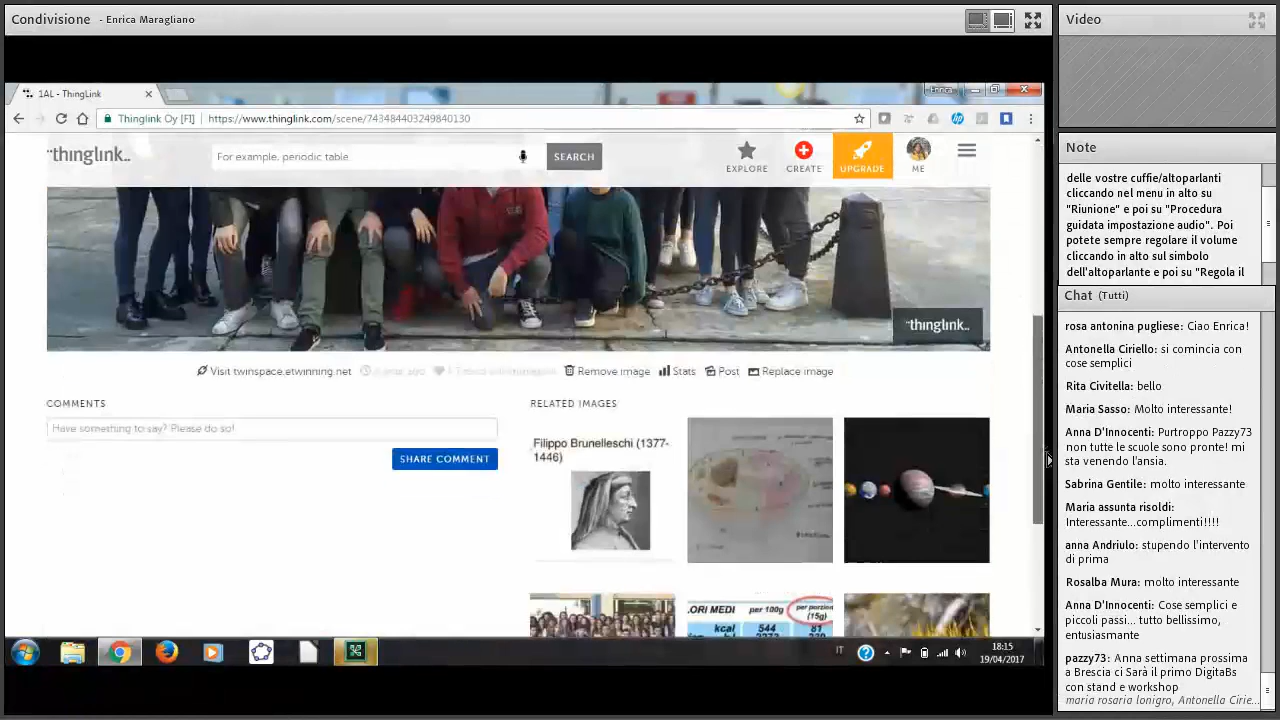 Condivisione - Enrica Maragliano
Enrica
1AL - ThingLink
Thinglink Oy [FI] https://www.thinglink.com/scene/743484403249840130
thinglink..
For example, periodic table
SEARCH
EXPLORE
CREATE
UPGRADE
ME
thinglink..
Visit twinspace.etwinning.net
Remove image
Stats
Post
Replace image
COMMENTS
Have something to say? Please do so!
SHARE COMMENT
RELATED IMAGES
Filippo Brunelleschi (1377-
1446)
LORI MEDI per 100g per porzion
(15g)
kcal 544 81
IT
18:15
19/04/2017
Video
Note
delle vostre cuffie/altoparlanti
cliccando nel menu in alto su
"Riunione" e poi su "Procedura
guidata impostazione audio". Poi
potete sempre regolare il volume
cliccando in alto sul simbolo
dell'altoparlante e poi su "Regola il
Chat (Tutti)
rosa antonina pugliese: Ciao Enrica!
Antonella Ciriello: si comincia con
cose semplici
Rita Civitella: bello
Maria Sasso: Molto interessante!
Anna D'Innocenti: Purtroppo Pazzy73
non tutte le scuole sono pronte! mi
sta venendo l'ansia.
Sabrina Gentile: molto interessante
Maria assunta risoldi:
Interessante...complimenti!!!!
anna Andriulo: stupendo l'intervento
di prima
Rosalba Mura: molto interessante
Anna D'Innocenti: Cose semplici e
piccoli passi... tutto bellissimo,
entusiasmante
pazzy73: Anna settimana prossima
a Brescia ci Sarà il primo DigitaBs
con stand e workshop
maria rosaria lonigro, Antonella Cirie...